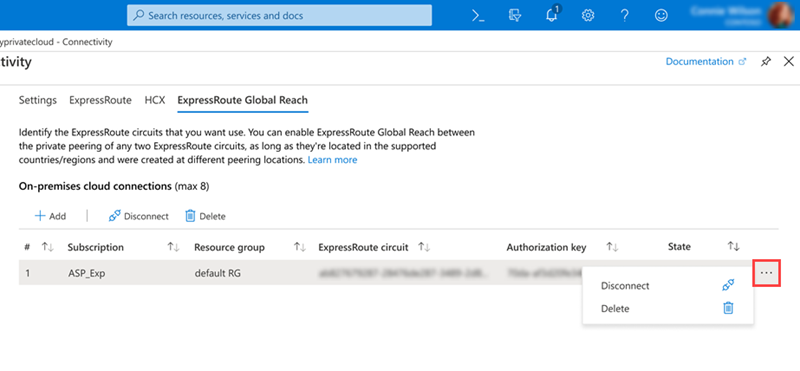 Search resources, services and docs
1
yprivatecloud - Connectivity
tivity
Documentation
Settings ExpressRoute HCX ExpressRoute Global Reach
Identify the ExpressRoute circuits that you want use. You can enable ExpressRoute Global Reach between
the private peering of any two ExpressRoute circuits, as long as they're located in the supported
countries/regions and were created at different peering locations. Learn more
On-premises cloud connections (max 8)
Add Disconnect Delete
# Subscription Resource group ExpressRoute circuit Authorization key State
1 ASP_Exp default RG
Disconnect
Delete